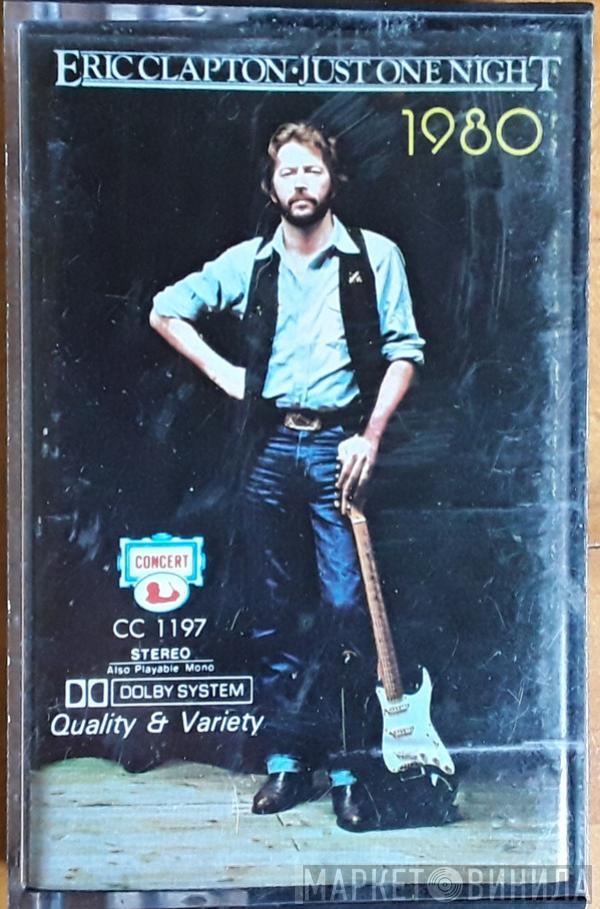 ERIC CLAPTON·JUST ONE NIGHT
1980
CONCERT
CC 1197
STEREO
Also Playable Mono
DOLBY SYSTEM
Quality & Variety
МАРКЕТ ВИНИЛА